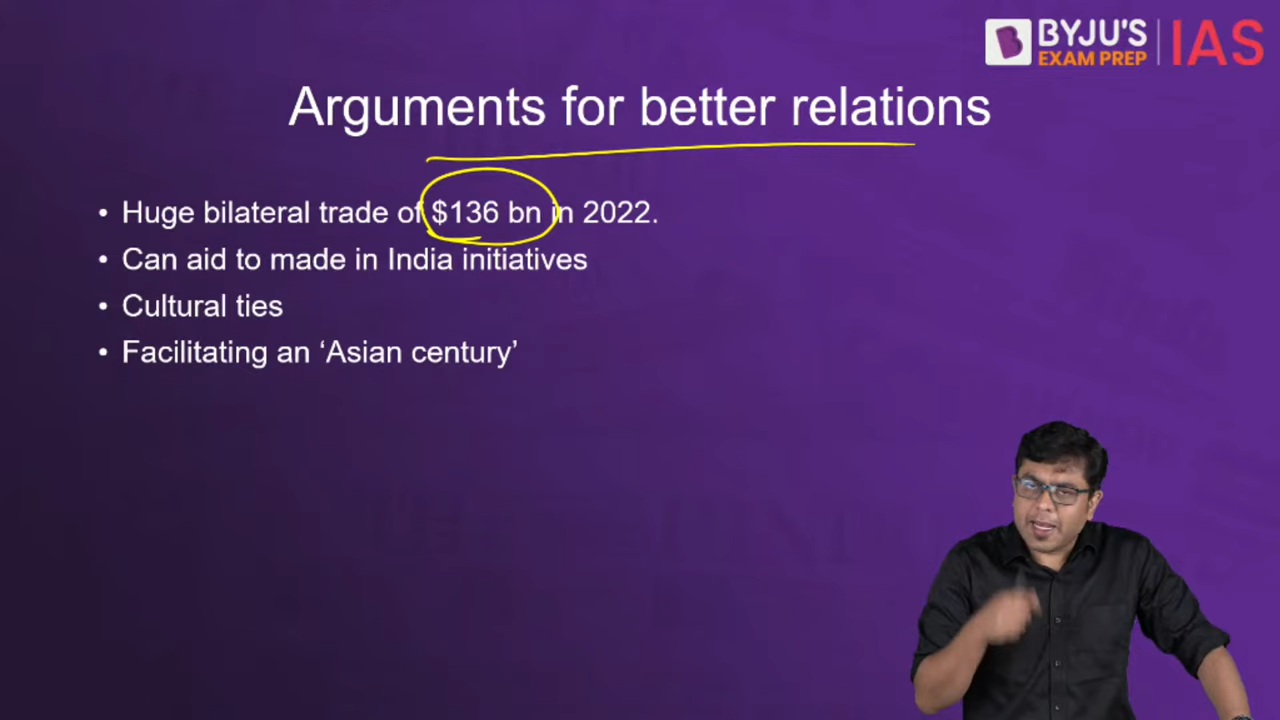 BYJU'S IAS
EXAM PREP
Arguments for better relations
• Huge bilateral trade of $136 bn in 2022.
• Can aid to made in India initiatives
• Cultural ties
• Facilitating an ‘Asian century’